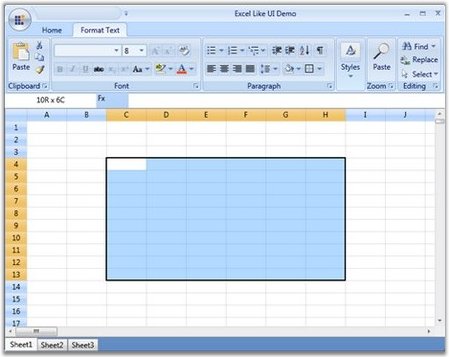 Excel Like UI Demo
Home Format Text
8
Paste
Styles
Paste
Find
Replace
Select
Clipboard Font Paragraph Zoom Editing
10R x 6C Fx
A B C D E F G H I J
1
2
3
4
5
6
7
8
9
10
11
12
13
14
15
16
17
Sheet1 Sheet2 Sheet3